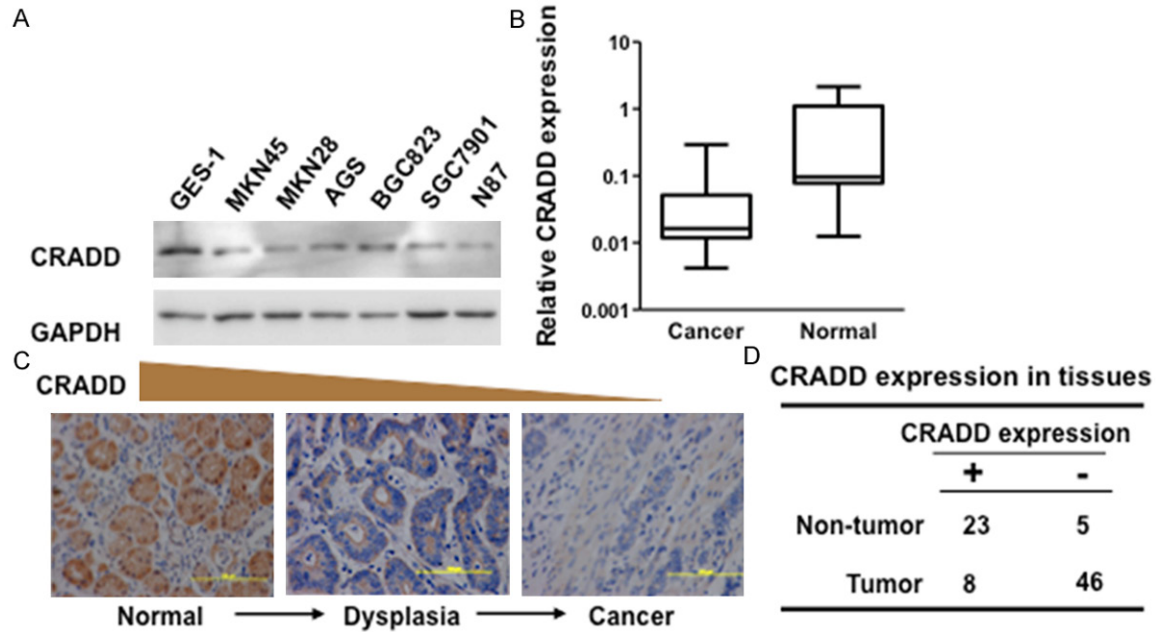 A
GES-1
MKN45
MKN28
AGS
BGC823
SGC7901
N87
CRADD
GAPDH
B
Relative CRADD expression
10
1
0.1
0.01
0.001
Cancer Normal
C
CRADD
Normal Dysplasia Cancer
D
CRADD expression in tissues
CRADD expression
+ -
Non-tumor 23 5
Tumor 8 46